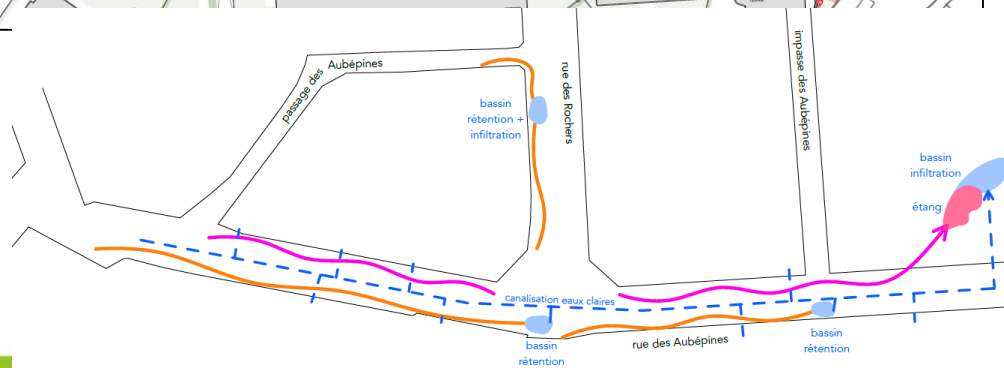 passage des
Aubépines
rue des Rochers
impasse des Aubépines
bassin
rétention +
infiltration
bassin
infiltration
étang
canalisation eaux claires
bassin
rétention
rue des Aubépines
bassin
rétention